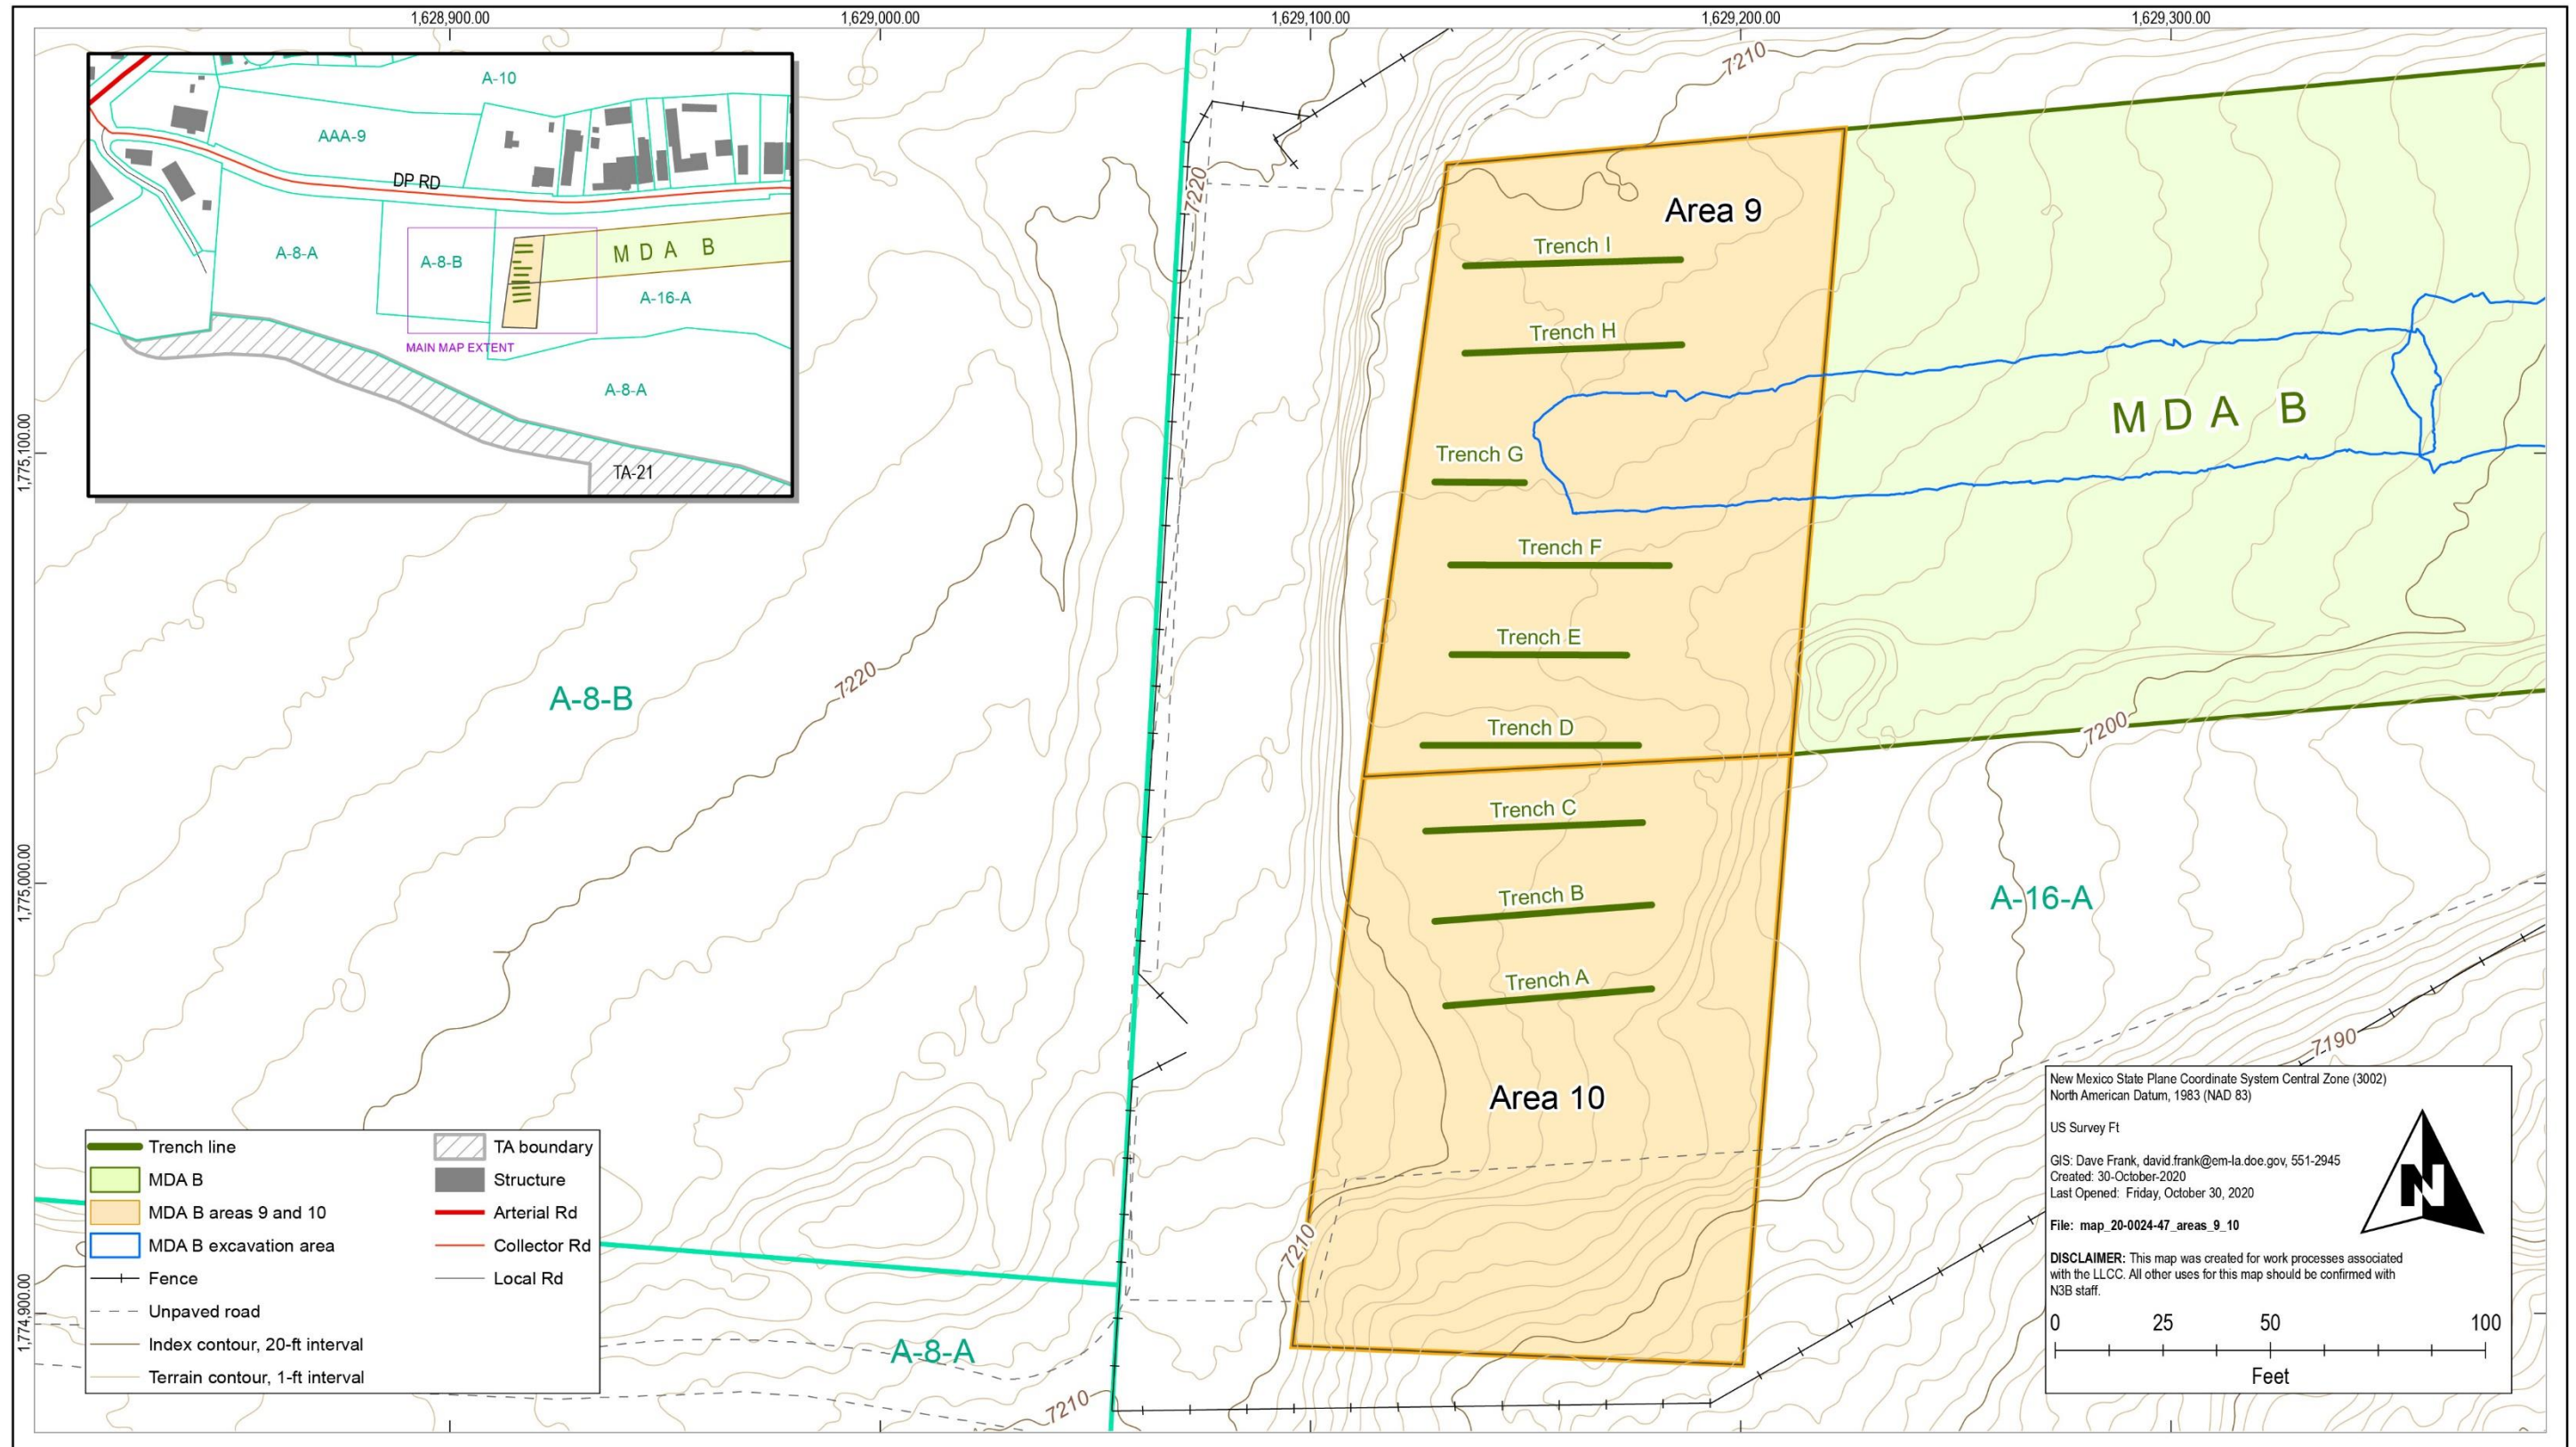 1,628,900.00
1,629,000.00
1,629,100.00
1,629,200.00
1,629,300.00
1,775,100.00
1,775,000.00
1,774,900.00
A-10
AAA-9
DP RD
A-8-A
A-8-B
MDA B
A-16-A
MAIN MAP EXTENT
A-8-A
TA-21
7210
7220
Area 9
Trench I
Trench H
MDA B
Trench G
Trench F
Trench E
7220
A-8-B
Trench D
7200
Trench C
Trench B
A-16-A
Trench A
7190
Area 10
7210
A-8-A
7210
Trench line
MDA B
MDA B areas 9 and 10
MDA B excavation area
Fence
Unpaved road
Index contour, 20-ft interval
Terrain contour, 1-ft interval
TA boundary
Structure
Arterial Rd
Collector Rd
Local Rd
New Mexico State Plane Coordinate System Central Zone (3002)
North American Datum, 1983 (NAD 83)
US Survey Ft
GIS: Dave Frank, david.frank@em-la.doe.gov, 551-2945
Created: 30-October-2020
Last Opened: Friday, October 30, 2020
File: map_20-0024-47_areas_9_10
DISCLAIMER: This map was created for work processes associated
with the LLCC. All other uses for this map should be confirmed with
N3B staff.
N
0 25 50 100
Feet